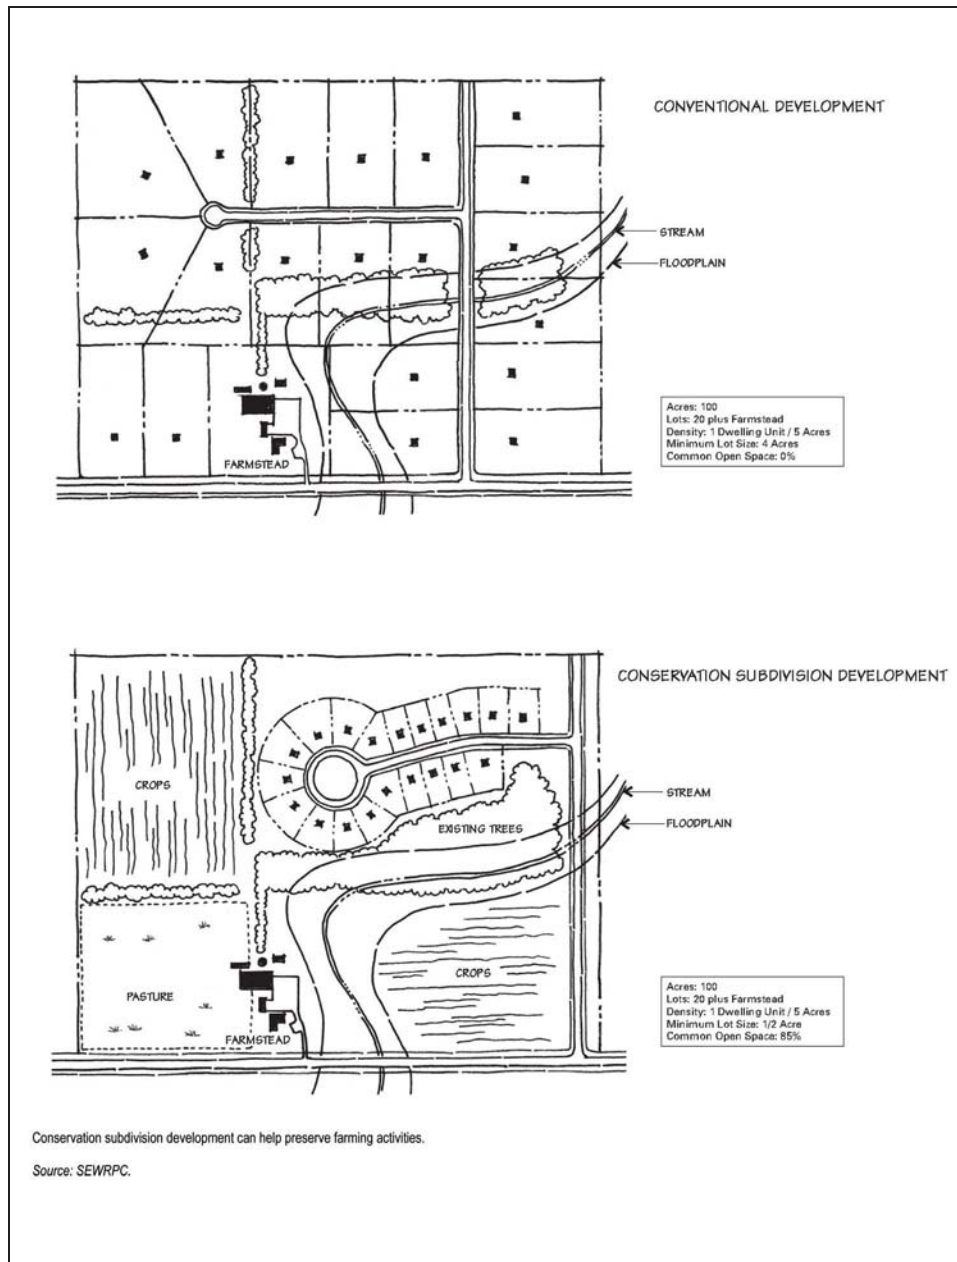 CONVENTIONAL DEVELOPMENT
STREAM
FLOODPLAIN
Acres: 100
Lots: 20 plus Farmstead
Density: 1 Dwelling Unit / 5 Acres
Minimum Lot Size: 4 Acres
Common Open Space: 0%
FARMSTEAD
CONSERVATION SUBDIVISION DEVELOPMENT
CROPS
STREAM
EXISTING TREES
FLOODPLAIN
CROPS
PASTURE
Acres: 100
Lots: 20 plus Farmstead
Density: 1 Dwelling Unit / 5 Acres
Minimum Lot Size: 1/2 Acre
Common Open Space: 85%
FARMSTEAD
Conservation subdivision development can help preserve farming activities.
Source: SEWRPC.